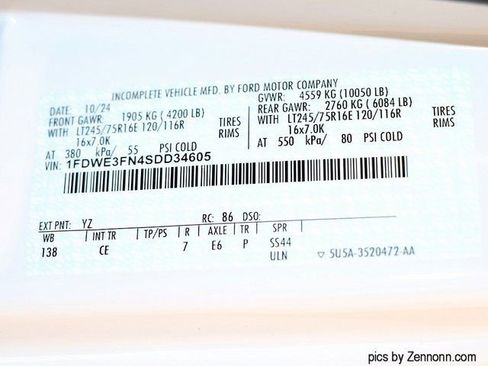 INCOMPLETE VEHICLE MFD. BY FORD MOTOR COMPANY
DATE: 10/24 GVWR: 4559 KG (10050 LB)
FRONT GAWR: 1905 KG (4200 LB) REAR GAWR: 2760 KG (6084 LB)
WITH LT245/75R16E 120/116R TIRES WITH LT245/75R16E 120/116R TIRES
16x7.0K RIMS 16x7.0K RIMS
AT 380 kPa/ 55 PSI COLD AT 550 kPa/ 80 PSI COLD
VIN: 1FDWE3FN4SDD34605
EXT PNT: YZ RC: 86 DSO:
WB INT TR TP/PS R AXLE TR SPR
138 CE 7 E6 P SS44
ULN ▽ 5U5A-3520472-AA
pics by Zennonn.com